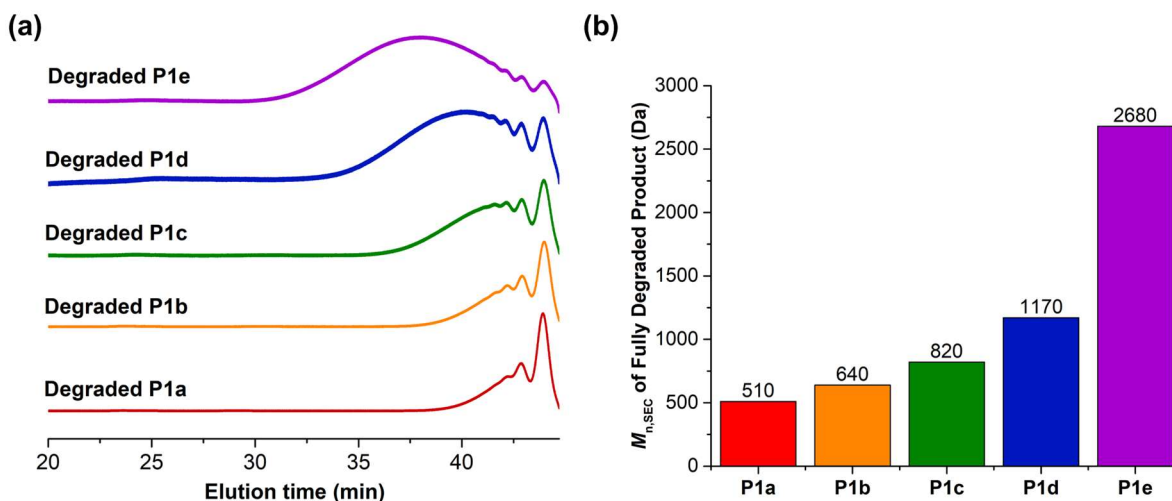 (a)
Degraded P1e
Degraded P1d
Degraded P1c
Degraded P1b
Degraded P1a
20 25 30 35 40
Elution time (min)
(b)
Mn,SEC of Fully Degraded Product (Da)
3000
2500
2000
1500
1000
500
0
510
640
820
1170
2680
P1a P1b P1c P1d P1e